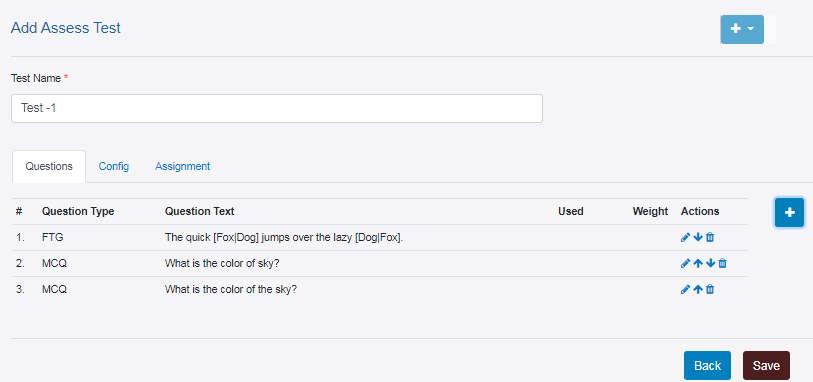 Add Assess Test
Test Name *
Test -1
Questions Config Assignment
# Question Type Question Text Used Weight Actions
1. FTG The quick [Fox|Dog] jumps over the lazy [Dog|Fox].
2. MCQ What is the color of sky?
3. MCQ What is the color of the sky?
Back Save